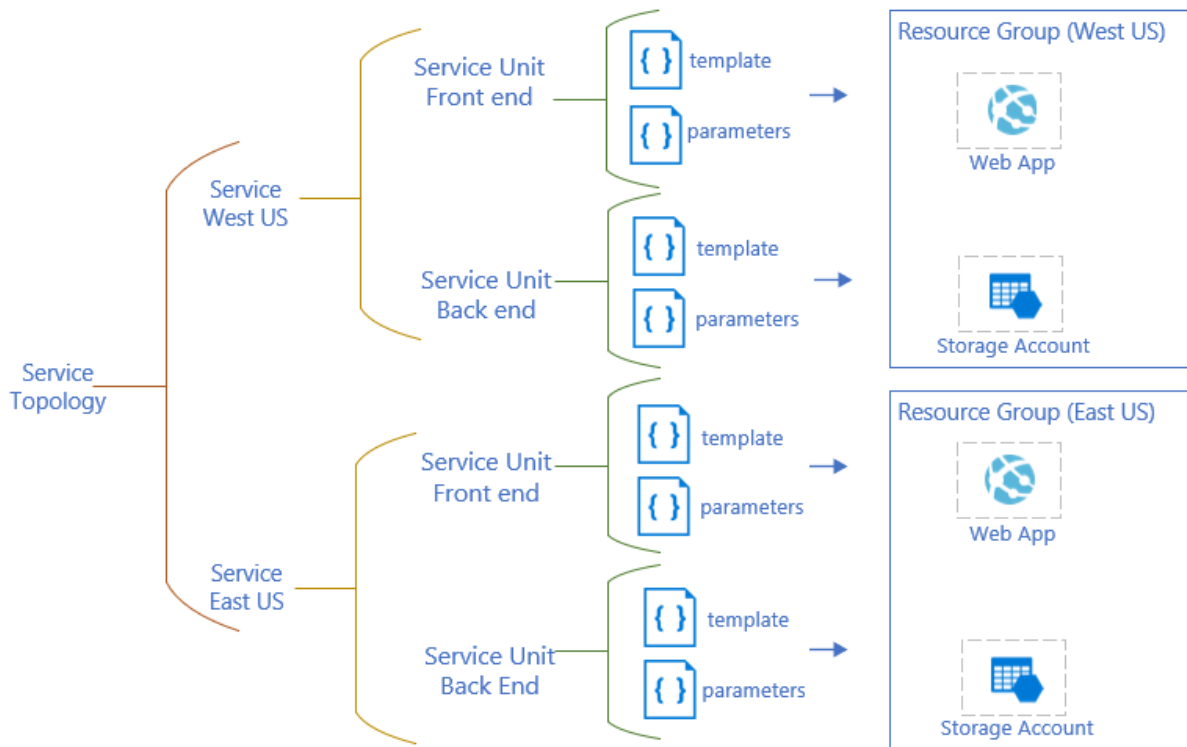 Service
Topology
Service
West US
Service Unit
Front end
template
parameters
Service Unit
Back end
template
parameters
Resource Group (West US)
Web App
Storage Account
Service
East US
Service Unit
Front end
template
parameters
Service Unit
Back End
template
parameters
Resource Group (East US)
Web App
Storage Account